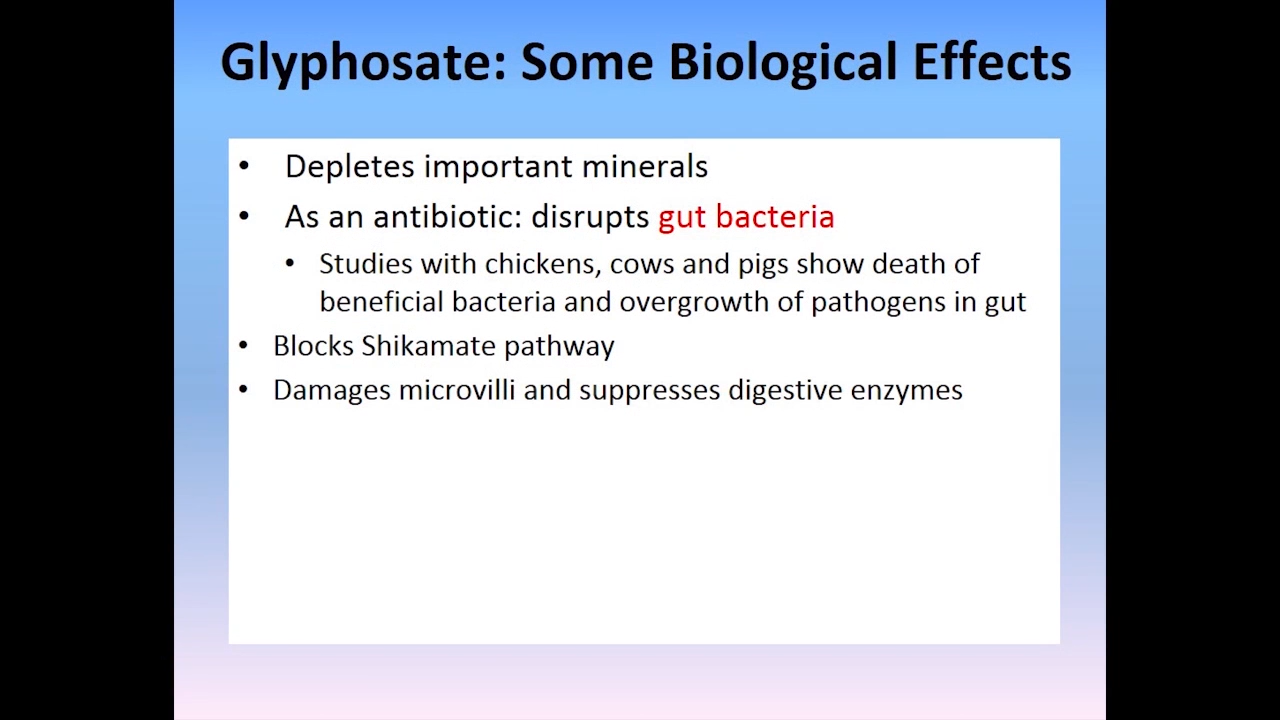 Glyphosate: Some Biological Effects
• Depletes important minerals
• As an antibiotic: disrupts gut bacteria
• Studies with chickens, cows and pigs show death of
beneficial bacteria and overgrowth of pathogens in gut
• Blocks Shikamate pathway
• Damages microvilli and suppresses digestive enzymes